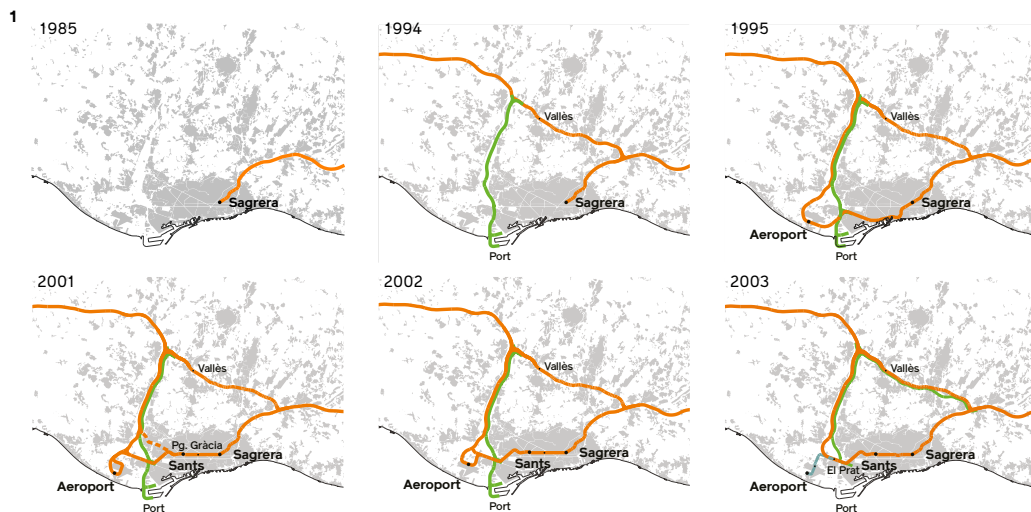 1
1985
Sagrera
1994
Vallès
Sagrera
Port
1995
Vallès
Sagrera
Aeroport
Port
2001
Vallès
Pg. Gràcia
Sagrera
Sants
Aeroport
Port
2002
Vallès
Sagrera
Sants
Aeroport
Port
2003
Vallès
Sagrera
El Prat
Sants
Aeroport
Port